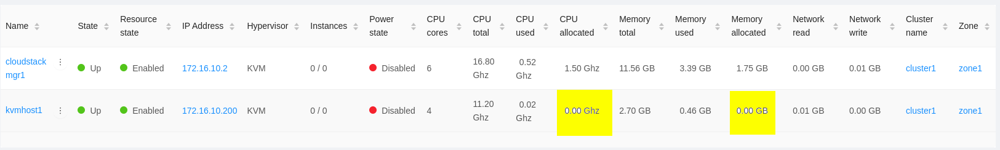 Name State Resource state IP Address Hypervisor Instances Power state CPU cores CPU total CPU used CPU allocated Memory total Memory used Memory allocated Network read Network write Cluster name Zone
cloudstack mgr1 Up Enabled 172.16.10.2 KVM 0 / 0 Disabled 6 16.80 Ghz 0.52 Ghz 1.50 Ghz 11.56 GB 3.39 GB 1.75 GB 0.00 GB 0.01 GB cluster1 zone1
kvmhost1 Up Enabled 172.16.10.200 KVM 0 / 0 Disabled 4 11.20 Ghz 0.02 Ghz 0.00 Ghz 2.70 GB 0.46 GB 0.00 GB 0.01 GB 0.00 GB cluster1 zone1